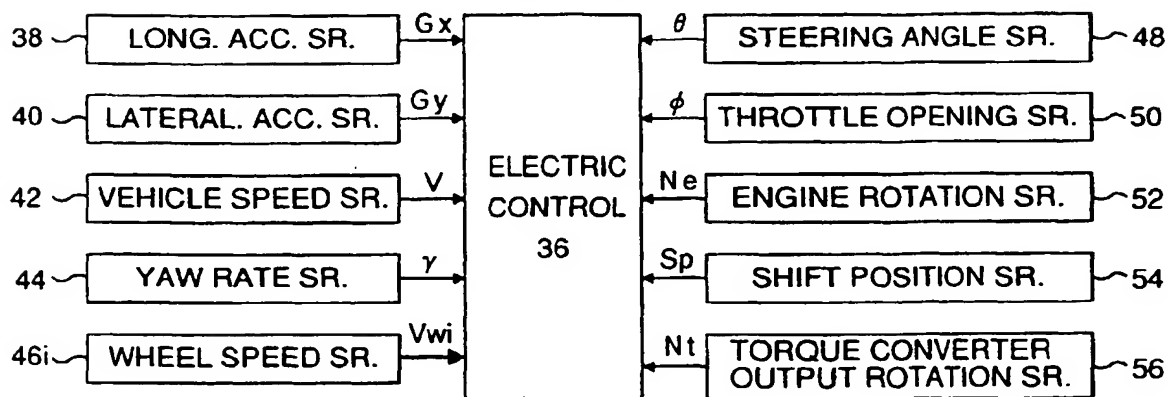 38 LONG. ACC. SR. Gx
40 LATERAL. ACC. SR. Gy
42 VEHICLE SPEED SR. V
44 YAW RATE SR. γ
46i WHEEL SPEED SR. Vwi
ELECTRIC
CONTROL
36
θ STEERING ANGLE SR. 48
φ THROTTLE OPENING SR. 50
Ne ENGINE ROTATION SR. 52
Sp SHIFT POSITION SR. 54
Nt TORQUE CONVERTER
OUTPUT ROTATION SR. 56